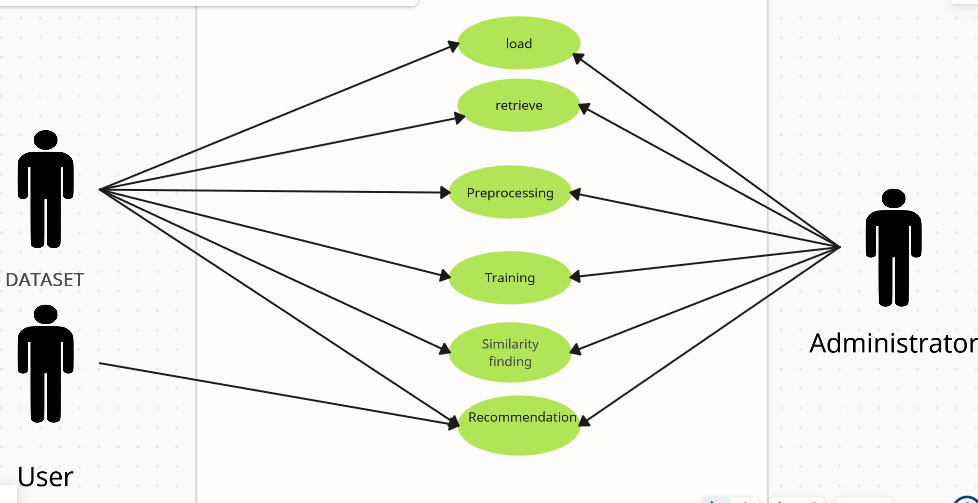 load
retrieve
Preprocessing
Training
Similarity
finding
Recommendation
DATASET
User
Administrator